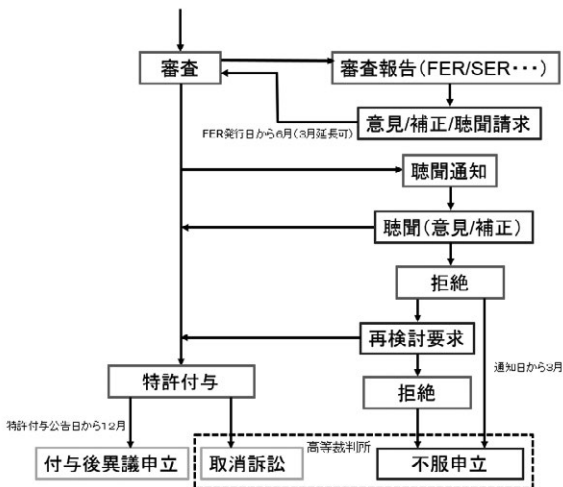 審査
審査報告(FER/SER・・・)
意見/補正/聴聞請求
FER発行日から6月(3月延長可)
聴聞通知
聴聞(意見/補正)
拒絶
再検討要求
通知日から3月
特許付与
拒絶
特許付与公告日から12月
高等裁判所
付与後異議申立
取消訴訟
不服申立